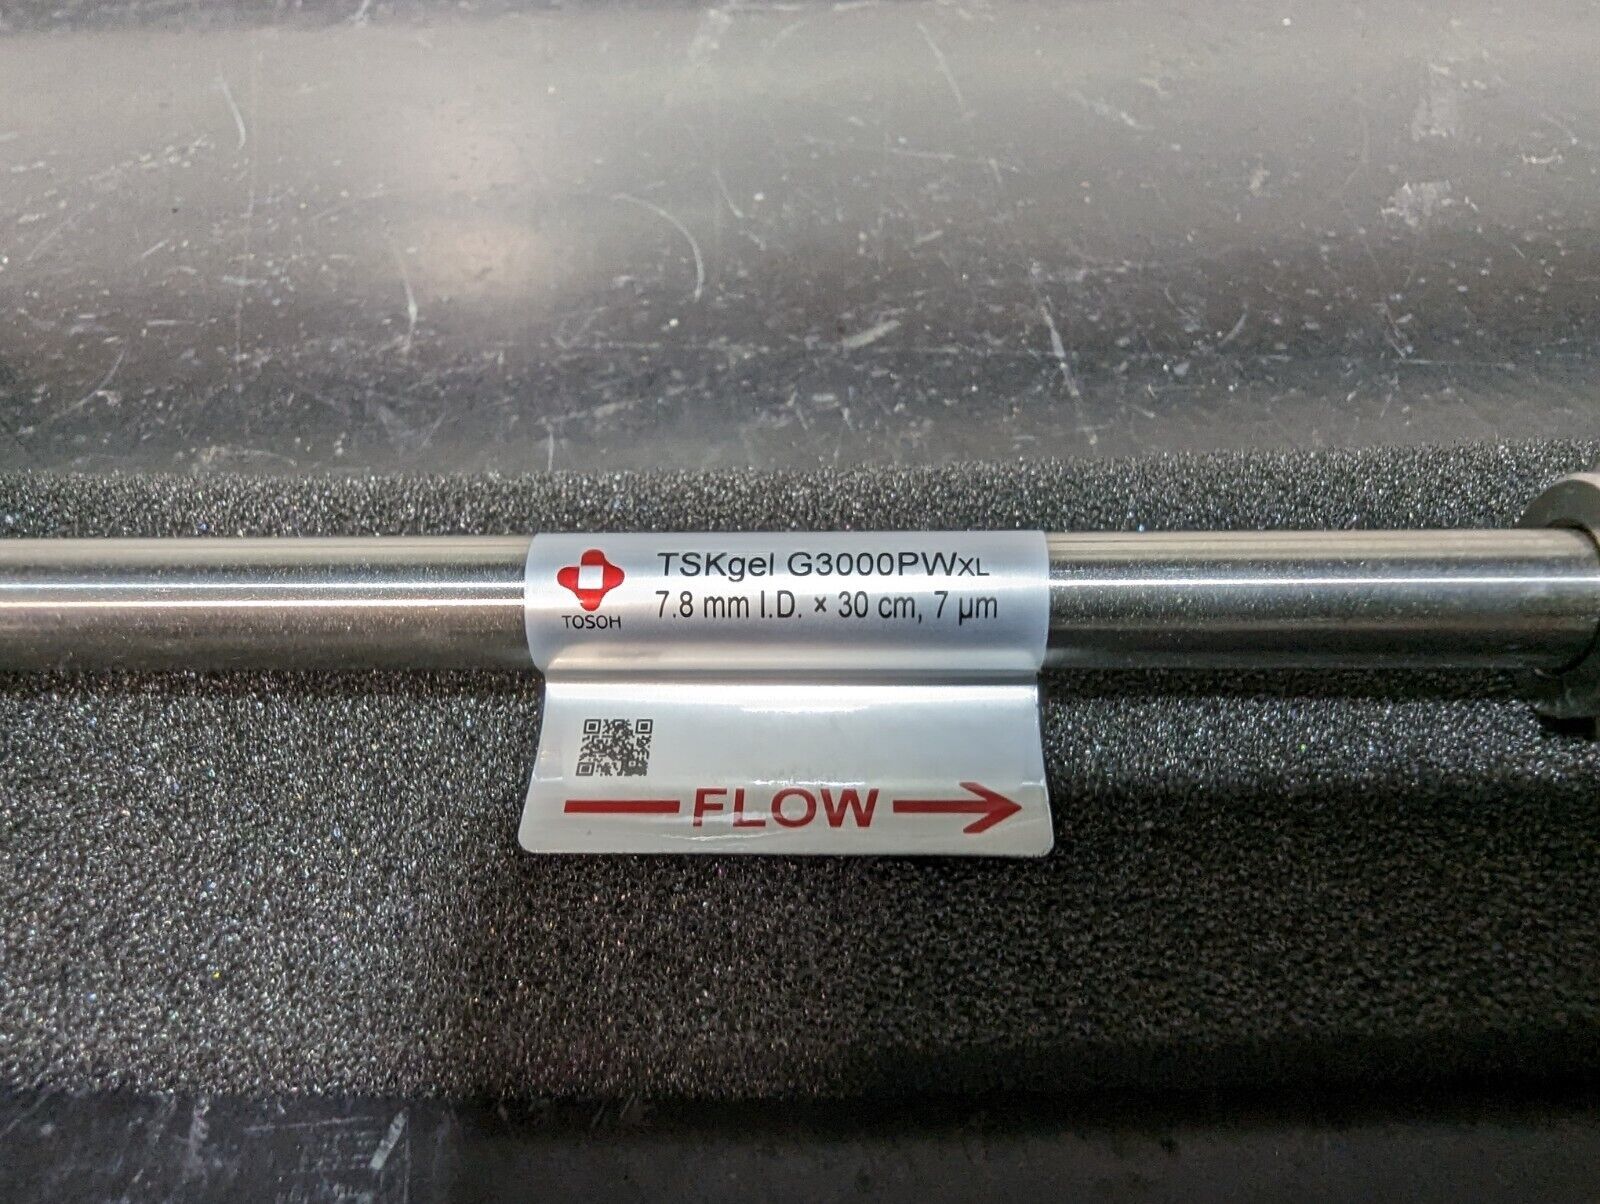 TSKgel G3000PWXL
7.8 mm I.D. × 30 cm, 7 µm
TOSOH
FLOW